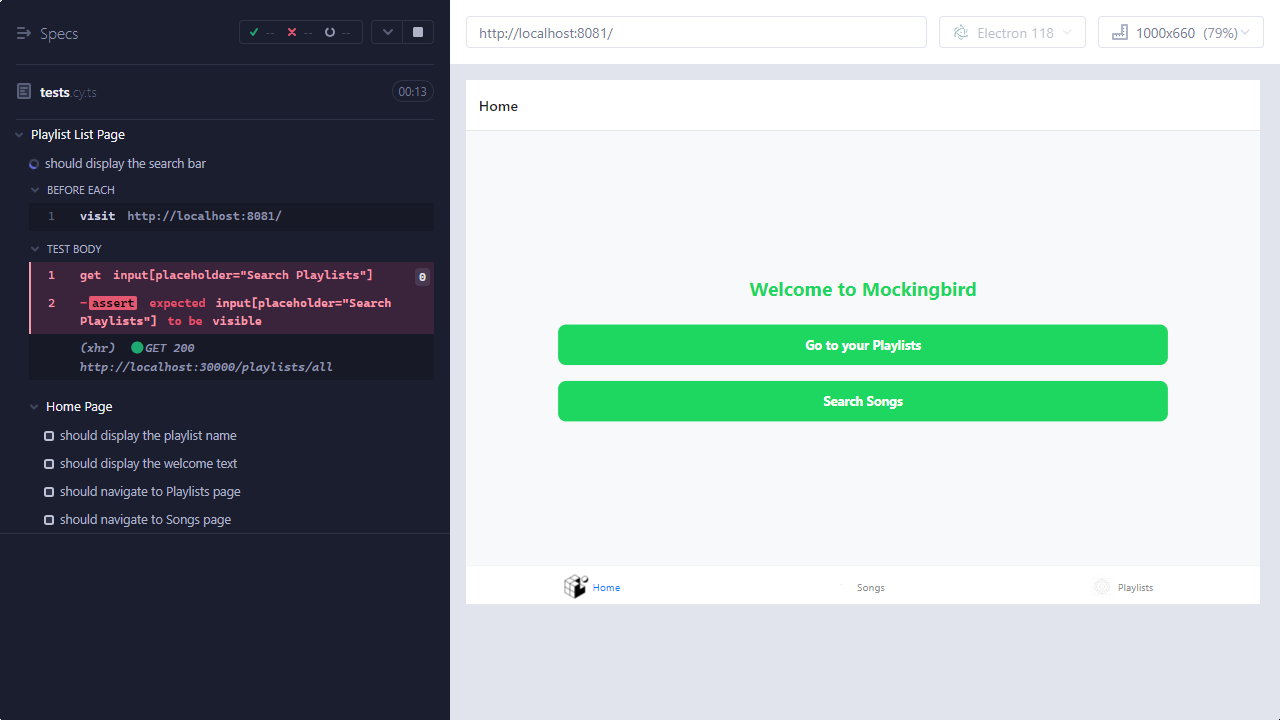 Specs
-- -- --
tests.cy.ts
00:13
Playlist List Page
should display the search bar
BEFORE EACH
1 visit http://localhost:8081/
TEST BODY
1 get input[placeholder="Search Playlists"] 0
2 -assert expected input[placeholder="Search
Playlists"] to be visible
(xhr) GET 200
http://localhost:30000/playlists/all
Home Page
should display the playlist name
should display the welcome text
should navigate to Playlists page
should navigate to Songs page
http://localhost:8081/
Electron 118
1000x660 (79%)
Home
Welcome to Mockingbird
Go to your Playlists
Search Songs
Home
Songs
Playlists